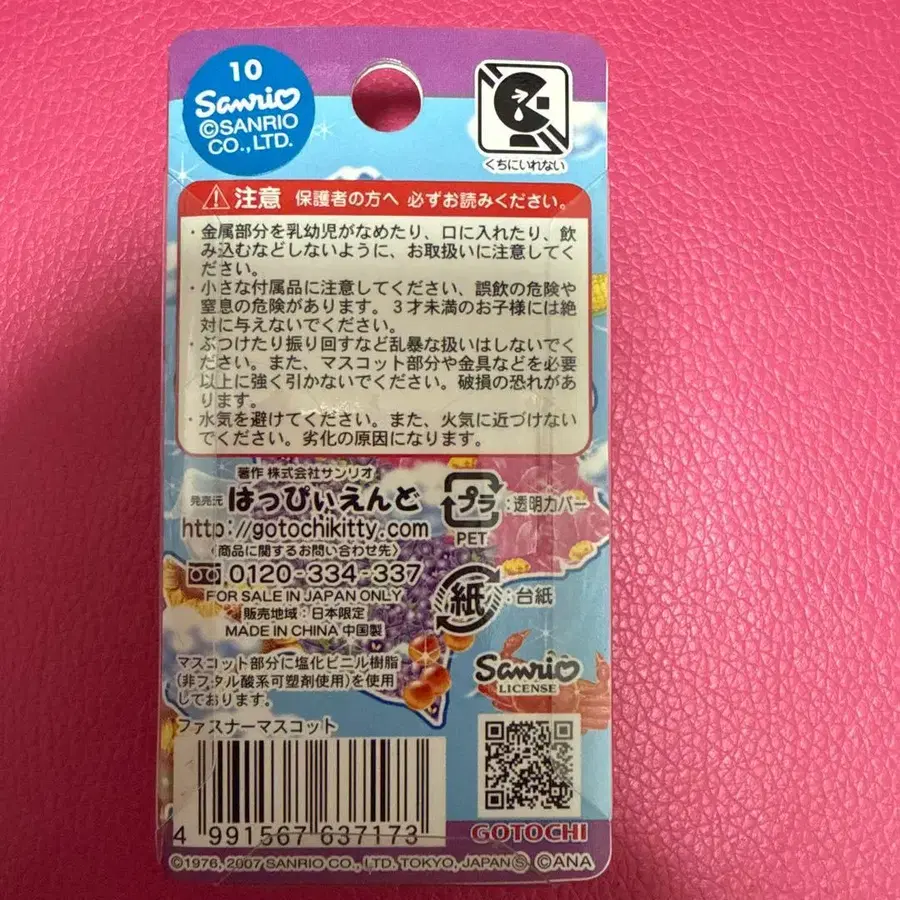 10
Sanrio
©SANRIO
CO.,LTD.
くちにいれない
注意 保護者の方へ 必ずお読みください。
・金属部分を乳幼児がなめたり、口に入れたり、飲
み込むなどしないように、お取扱いに注意してく
ださい。
・小さな付属品に注意してください、誤飲の危険や
窒息の危険があります。3才未満のお子様には絶
対に与えないでください。
・ぶつけたり振り回すなど乱暴な扱いはしないでく
ださい。また、マスコット部分や金具などを必要
以上に強く引かないでください。破損の恐れがあ
ります。
・水気を避けてください。また、火気に近づけない
でください。劣化の原因になります。
著作 株式会社サンリオ
発売元 はっぴぃえんど
http://gotochikitty.com
〈商品に関するお問い合わせ先〉
0120-334-337
FOR SALE IN JAPAN ONLY
販売地域：日本限定
MADE IN CHINA 中国製
プラ :透明カバー
PET
紙 :台紙
マスコット部分に塩化ビニル樹脂
(非フタル酸系可塑剤使用)を使用
しております。
ファスナーマスコット
Sanrio
LICENSE
4 991567 637173
GOTOCHI
©1976, 2007 SANRIO CO., LTD. TOKYO, JAPAN Ⓢ ©ANA